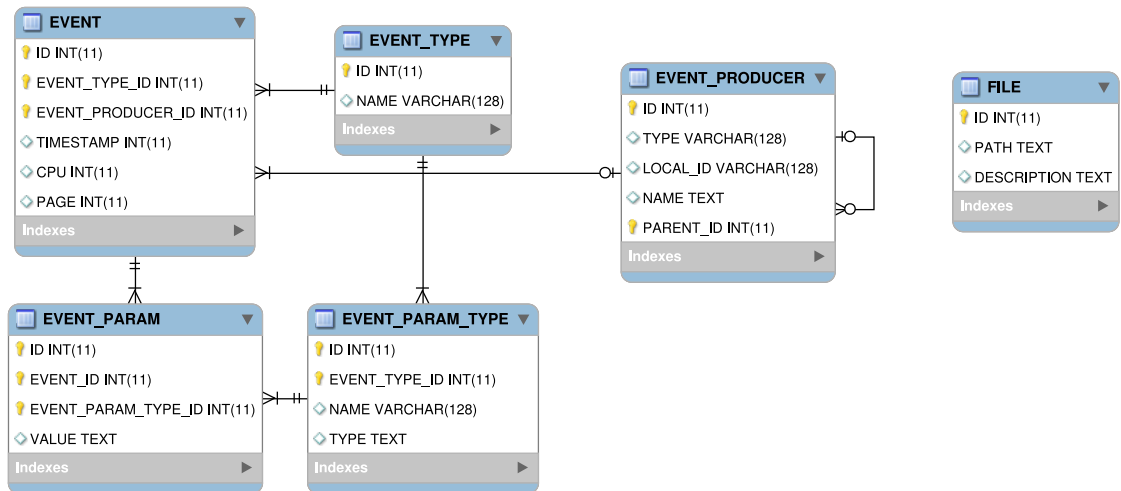 EVENT
ID INT(11)
EVENT_TYPE_ID INT(11)
EVENT_PRODUCER_ID INT(11)
TIMESTAMP INT(11)
CPU INT(11)
PAGE INT(11)
Indexes
EVENT_TYPE
ID INT(11)
NAME VARCHAR(128)
Indexes
EVENT_PRODUCER
ID INT(11)
TYPE VARCHAR(128)
LOCAL_ID VARCHAR(128)
NAME TEXT
PARENT_ID INT(11)
Indexes
FILE
ID INT(11)
PATH TEXT
DESCRIPTION TEXT
Indexes
EVENT_PARAM
ID INT(11)
EVENT_ID INT(11)
EVENT_PARAM_TYPE_ID INT(11)
VALUE TEXT
Indexes
EVENT_PARAM_TYPE
ID INT(11)
EVENT_TYPE_ID INT(11)
NAME VARCHAR(128)
TYPE TEXT
Indexes